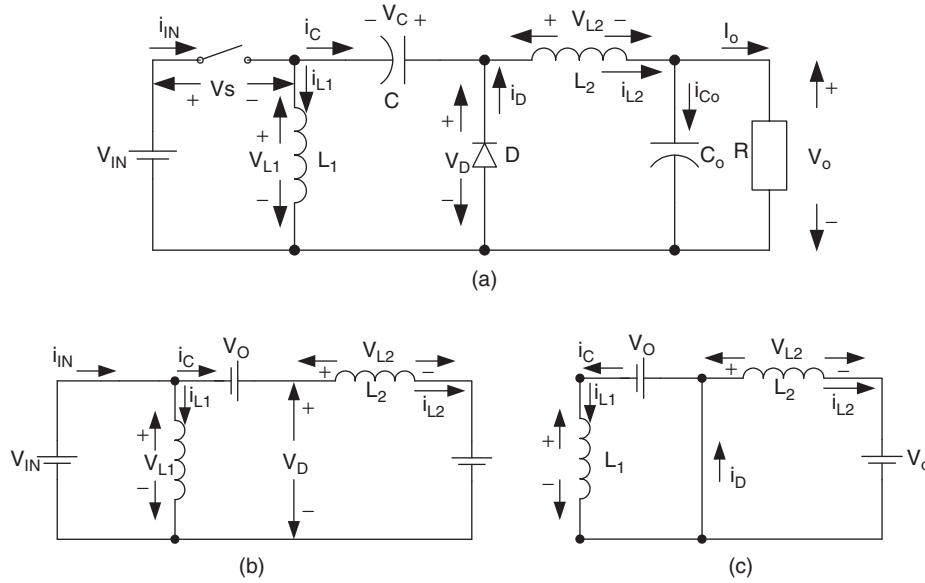 i_IN i_C − V_C + + V_L2 − I_o
+ Vs − i_L1 C i_D L_2 i_L2 i_Co +
V_IN + V_L1 − L_1 + V_D − D C_o R V_o −
(a)
i_IN i_C V_O V_L2 i_C V_O V_L2
i_L1 + L_2 − i_L2 i_L1 + L_2 − i_L2
V_IN + V_L1 − + V_D − + − L_1 i_D V_o
(b) (c)